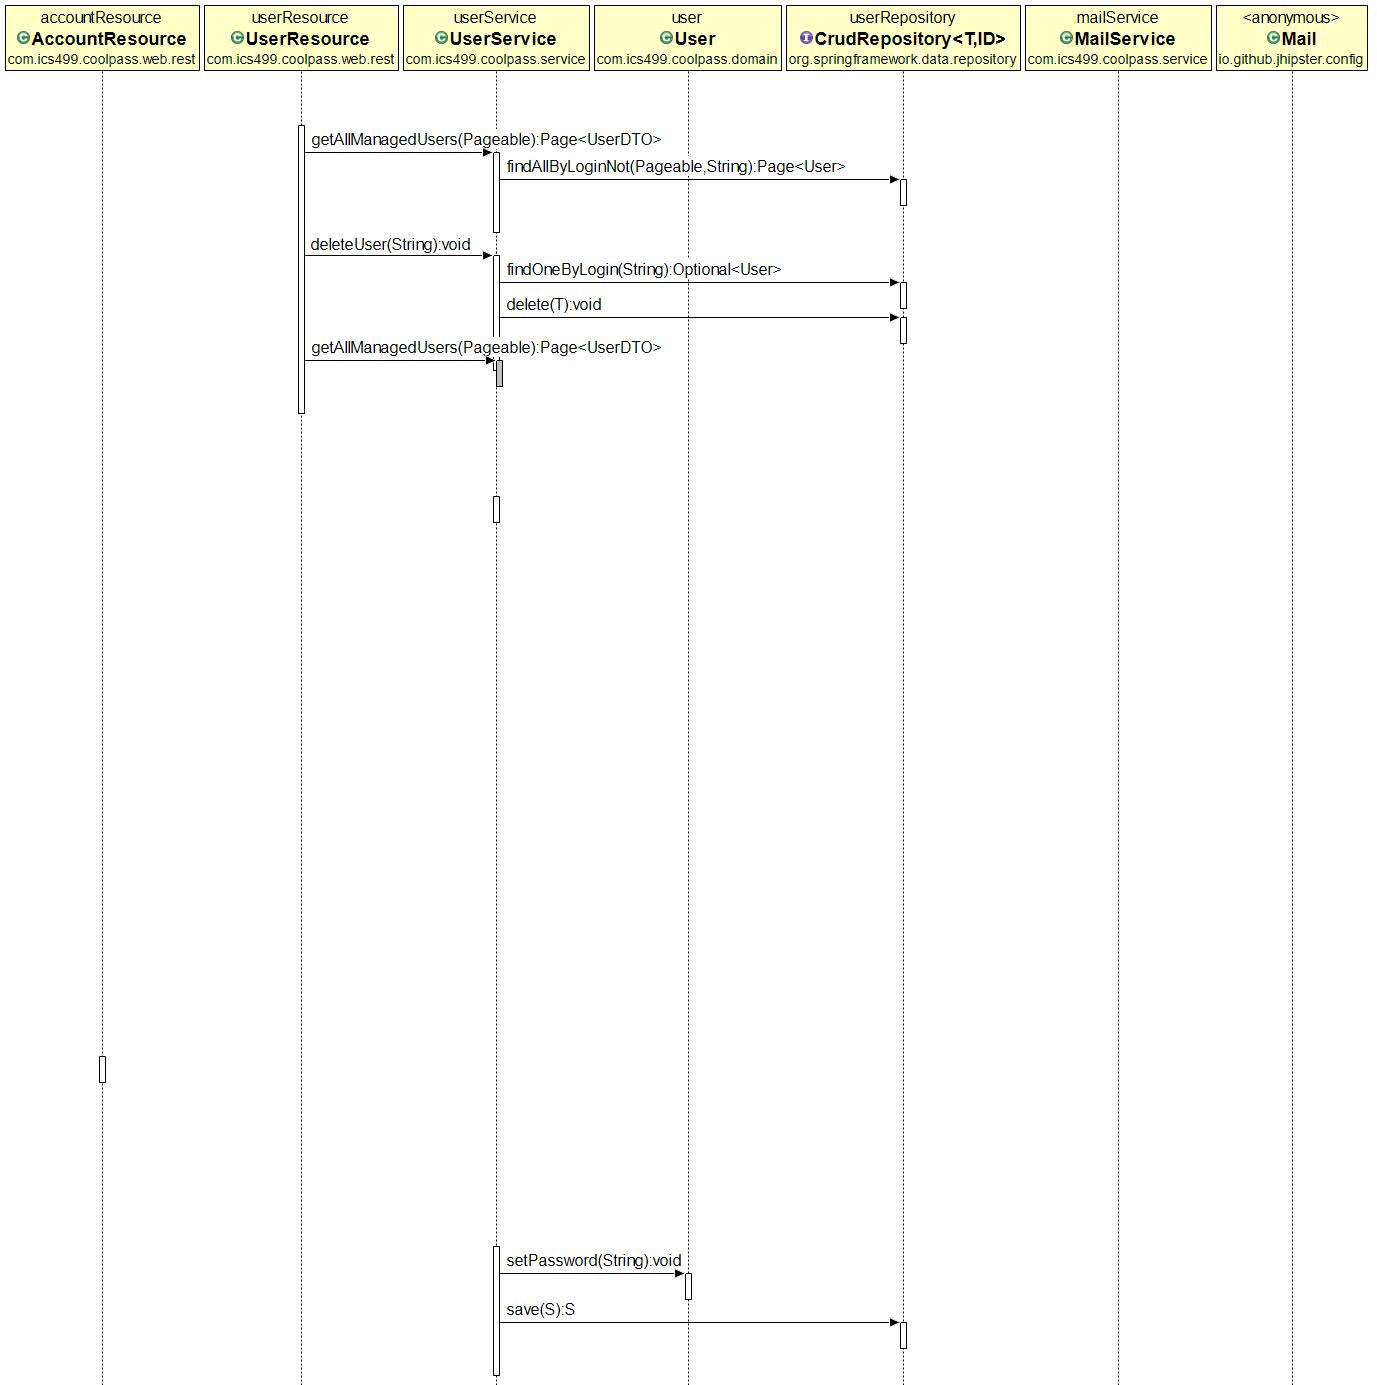 accountResource
AccountResource
com.ics499.coolpass.web.rest
userResource
UserResource
com.ics499.coolpass.web.rest
userService
UserService
com.ics499.coolpass.service
user
User
com.ics499.coolpass.domain
userRepository
CrudRepository<T,ID>
org.springframework.data.repository
mailService
MailService
com.ics499.coolpass.service
<anonymous>
Mail
io.github.jhipster.config
getAllManagedUsers(Pageable):Page<UserDTO>
findAllByLoginNot(Pageable,String):Page<User>
deleteUser(String):void
findOneByLogin(String):Optional<User>
delete(T):void
getAllManagedUsers(Pageable):Page<UserDTO>
setPassword(String):void
save(S):S